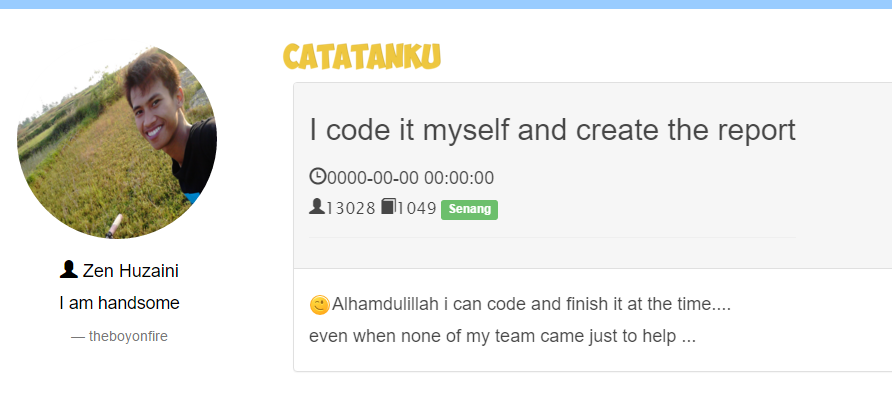 CATATANKU
I code it myself and create the report
0000-00-00 00:00:00
13028 1049 Senang
Zen Huzaini
I am handsome
— theboyonfire
Alhamdulillah i can code and finish it at the time....
even when none of my team came just to help ...